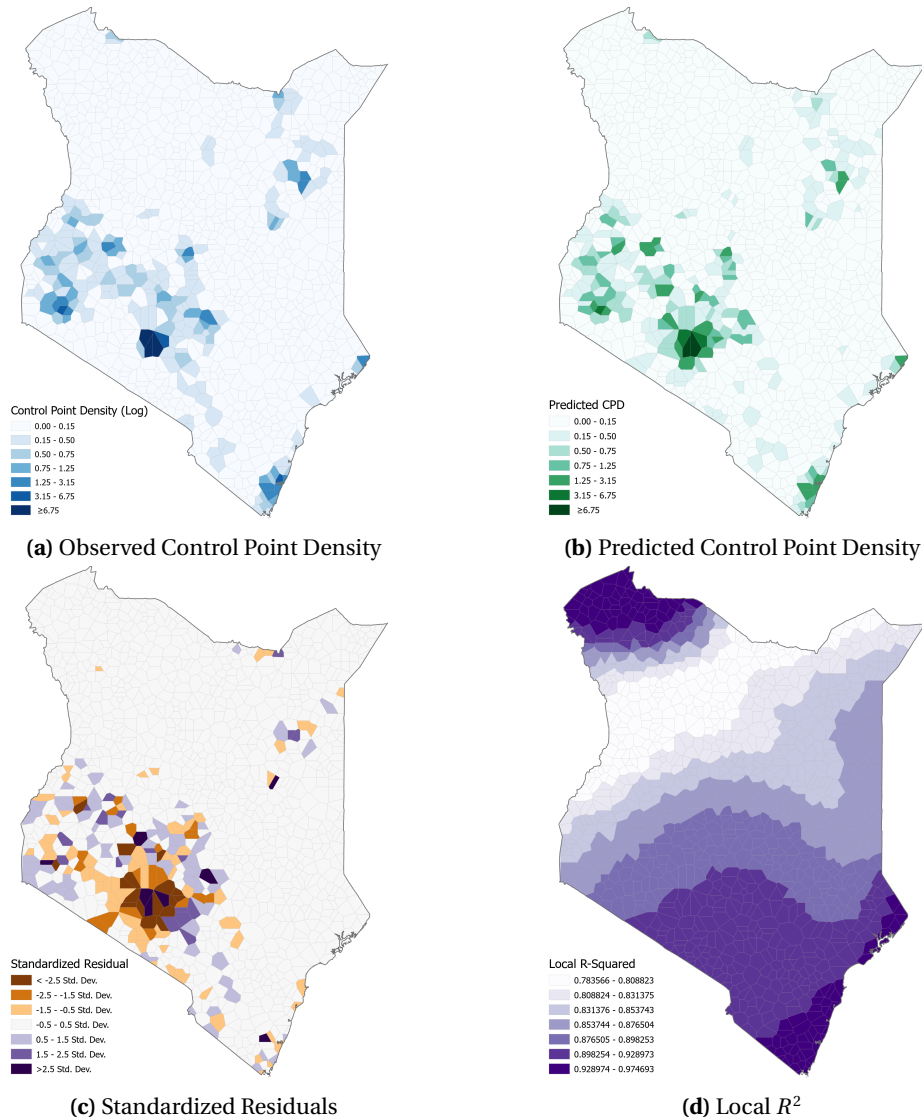 Control Point Density (Log)
0.00 - 0.15
0.15 - 0.50
0.50 - 0.75
0.75 - 1.25
1.25 - 3.15
3.15 - 6.75
≥6.75
(a) Observed Control Point Density
Predicted CPD
0.00 - 0.15
0.15 - 0.50
0.50 - 0.75
0.75 - 1.25
1.25 - 3.15
3.15 - 6.75
≥6.75
(b) Predicted Control Point Density
Standardized Residual
< -2.5 Std. Dev.
-2.5 - -1.5 Std. Dev.
-1.5 - -0.5 Std. Dev.
-0.5 - 0.5 Std. Dev.
0.5 - 1.5 Std. Dev.
1.5 - 2.5 Std. Dev.
>2.5 Std. Dev.
(c) Standardized Residuals
Local R-Squared
0.783566 - 0.808823
0.808824 - 0.831375
0.831376 - 0.853743
0.853744 - 0.876504
0.876505 - 0.898253
0.898254 - 0.928973
0.928974 - 0.974693
(d) Local R²